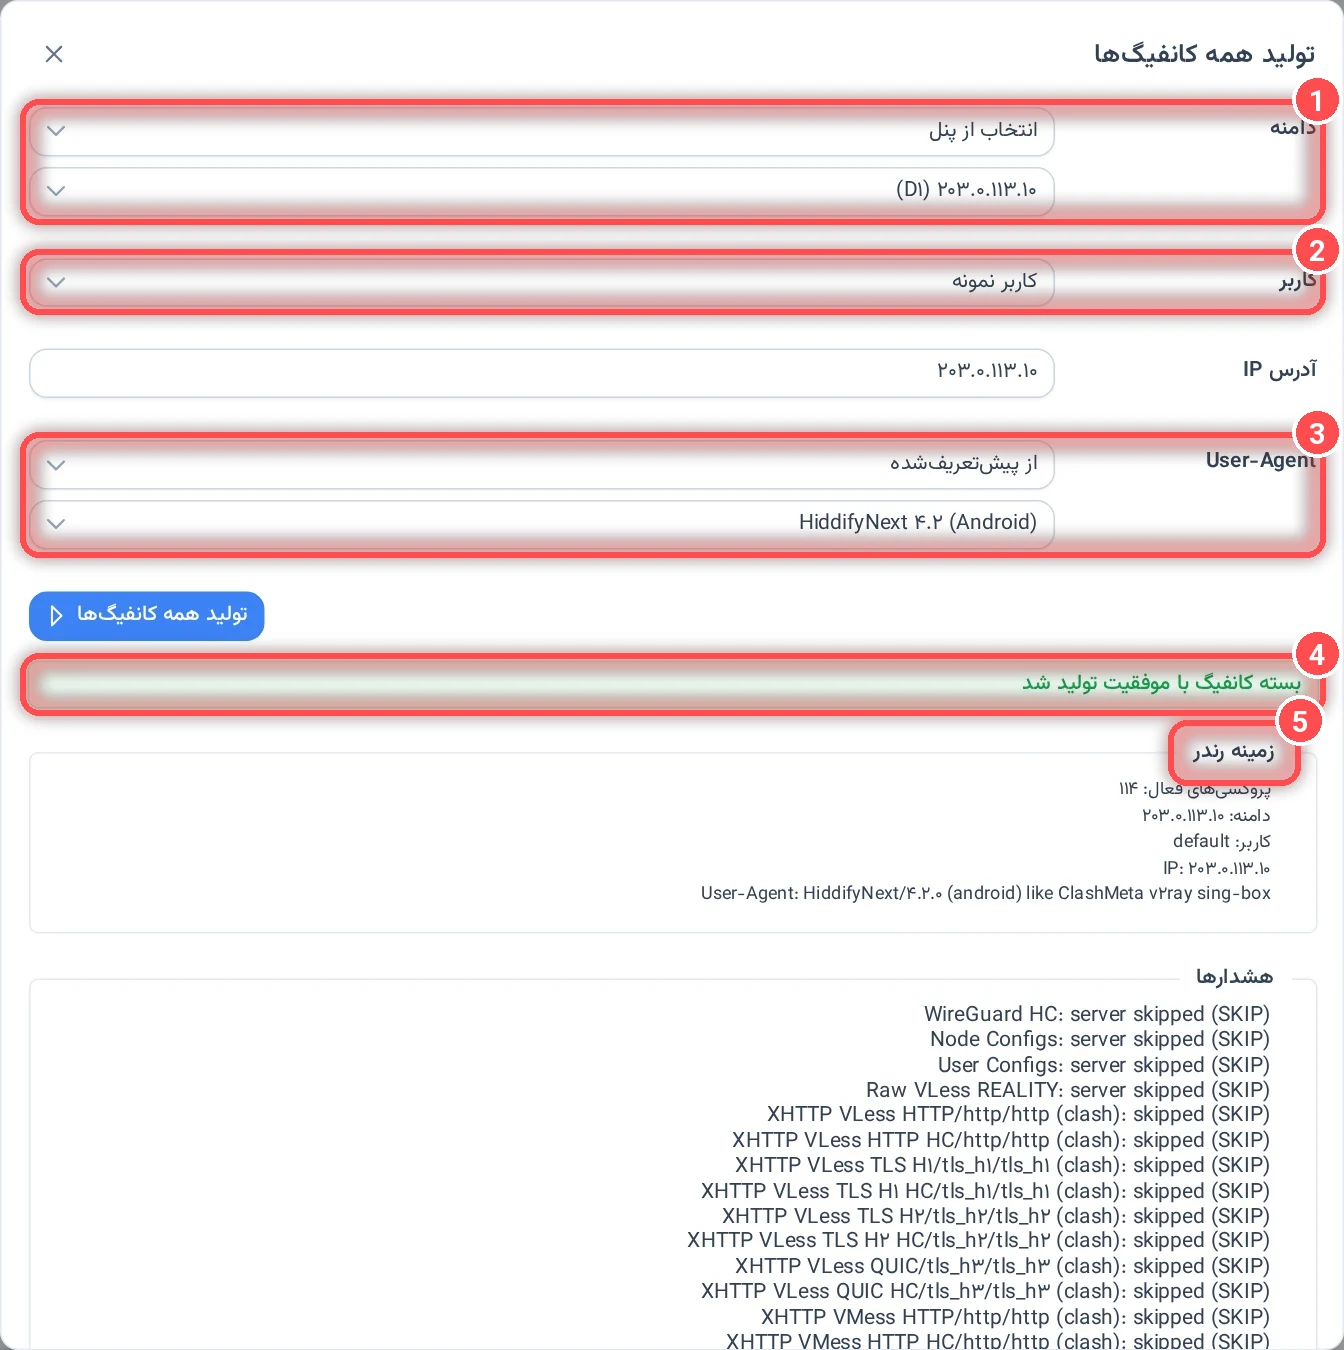 تولید همه کانفیگ‌ها
1
دامنه
انتخاب از پنل
۲۰۳.۰.۱۱۳.۱۰ (D۱)
2
کاربر
کاربر نمونه
آدرس IP
۲۰۳.۰.۱۱۳.۱۰
3
User-Agent
از پیش‌تعریف‌شده
HiddifyNext ۴.۲ (Android)
تولید همه کانفیگ‌ها
4
بسته کانفیگ با موفقیت تولید شد
5
زمینه رندر
پروکسی‌های فعال: ۱۱۴
دامنه: ۲۰۳.۰.۱۱۳.۱۰
کاربر: default
IP: ۲۰۳.۰.۱۱۳.۱۰
User-Agent: HiddifyNext/۴.۲.۰ (android) like ClashMeta v۲ray sing-box
هشدارها
WireGuard HC: server skipped (SKIP)
Node Configs: server skipped (SKIP)
User Configs: server skipped (SKIP)
Raw VLess REALITY: server skipped (SKIP)
XHTTP VLess HTTP/http/http (clash): skipped (SKIP)
XHTTP VLess HTTP HC/http/http (clash): skipped (SKIP)
XHTTP VLess TLS H۱/tls_h۱/tls_h۱ (clash): skipped (SKIP)
XHTTP VLess TLS H۱ HC/tls_h۱/tls_h۱ (clash): skipped (SKIP)
XHTTP VLess TLS H۲/tls_h۲/tls_h۲ (clash): skipped (SKIP)
XHTTP VLess TLS H۲ HC/tls_h۲/tls_h۲ (clash): skipped (SKIP)
XHTTP VLess QUIC/tls_h۳/tls_h۳ (clash): skipped (SKIP)
XHTTP VLess QUIC HC/tls_h۳/tls_h۳ (clash): skipped (SKIP)
XHTTP VMess HTTP/http/http (clash): skipped (SKIP)
XHTTP VMess HTTP HC/http/http (clash): skipped (SKIP)